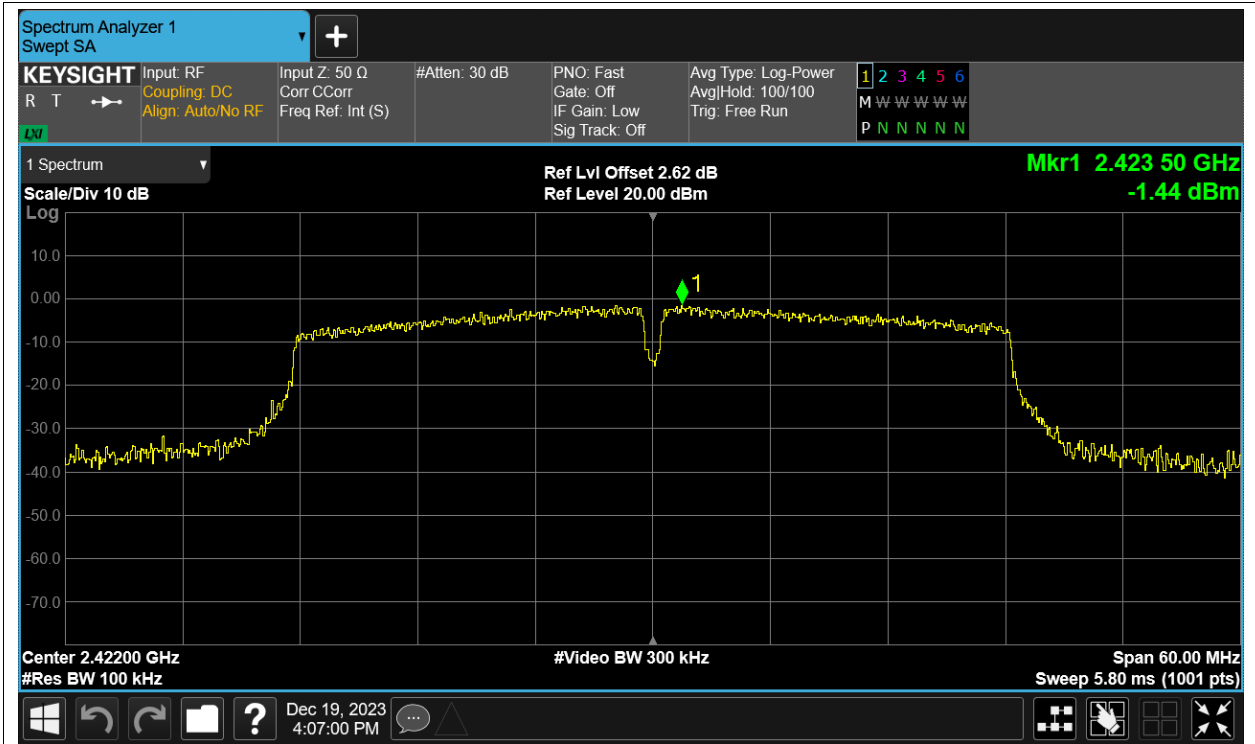 Spectrum Analyzer 1
Swept SA
+
KEYSIGHT
R T
LXI
Input: RF
Coupling: DC
Align: Auto/No RF
Input Z: 50 Ω
Corr CCorr
Freq Ref: Int (S)
#Atten: 30 dB
PNO: Fast
Gate: Off
IF Gain: Low
Sig Track: Off
Avg Type: Log-Power
Avg|Hold: 100/100
Trig: Free Run
1 2 3 4 5 6
M W W W W W
P N N N N N
1 Spectrum
Scale/Div 10 dB
Log
Ref Lvl Offset 2.62 dB
Ref Level 20.00 dBm
Mkr1 2.423 50 GHz
-1.44 dBm
1
10.0
0.00
-10.0
-20.0
-30.0
-40.0
-50.0
-60.0
-70.0
Center 2.42200 GHz
#Res BW 100 kHz
#Video BW 300 kHz
Span 60.00 MHz
Sweep 5.80 ms (1001 pts)
?
Dec 19, 2023
4:07:00 PM